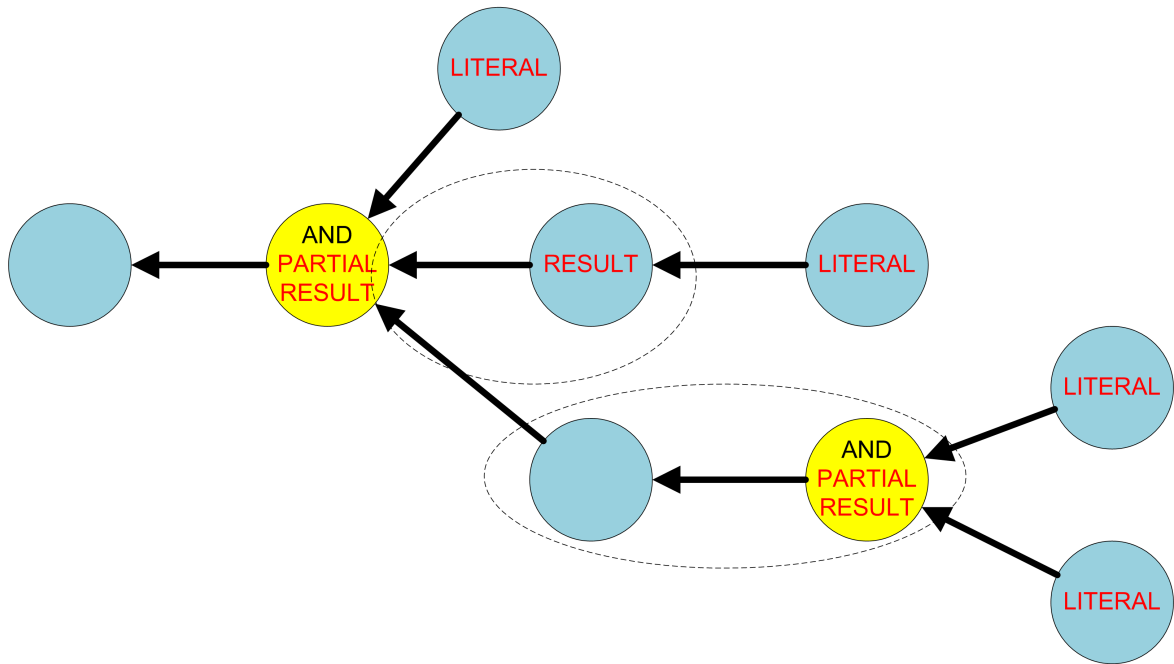 LITERAL
AND
PARTIAL
RESULT
RESULT
LITERAL
LITERAL
AND
PARTIAL
RESULT
LITERAL